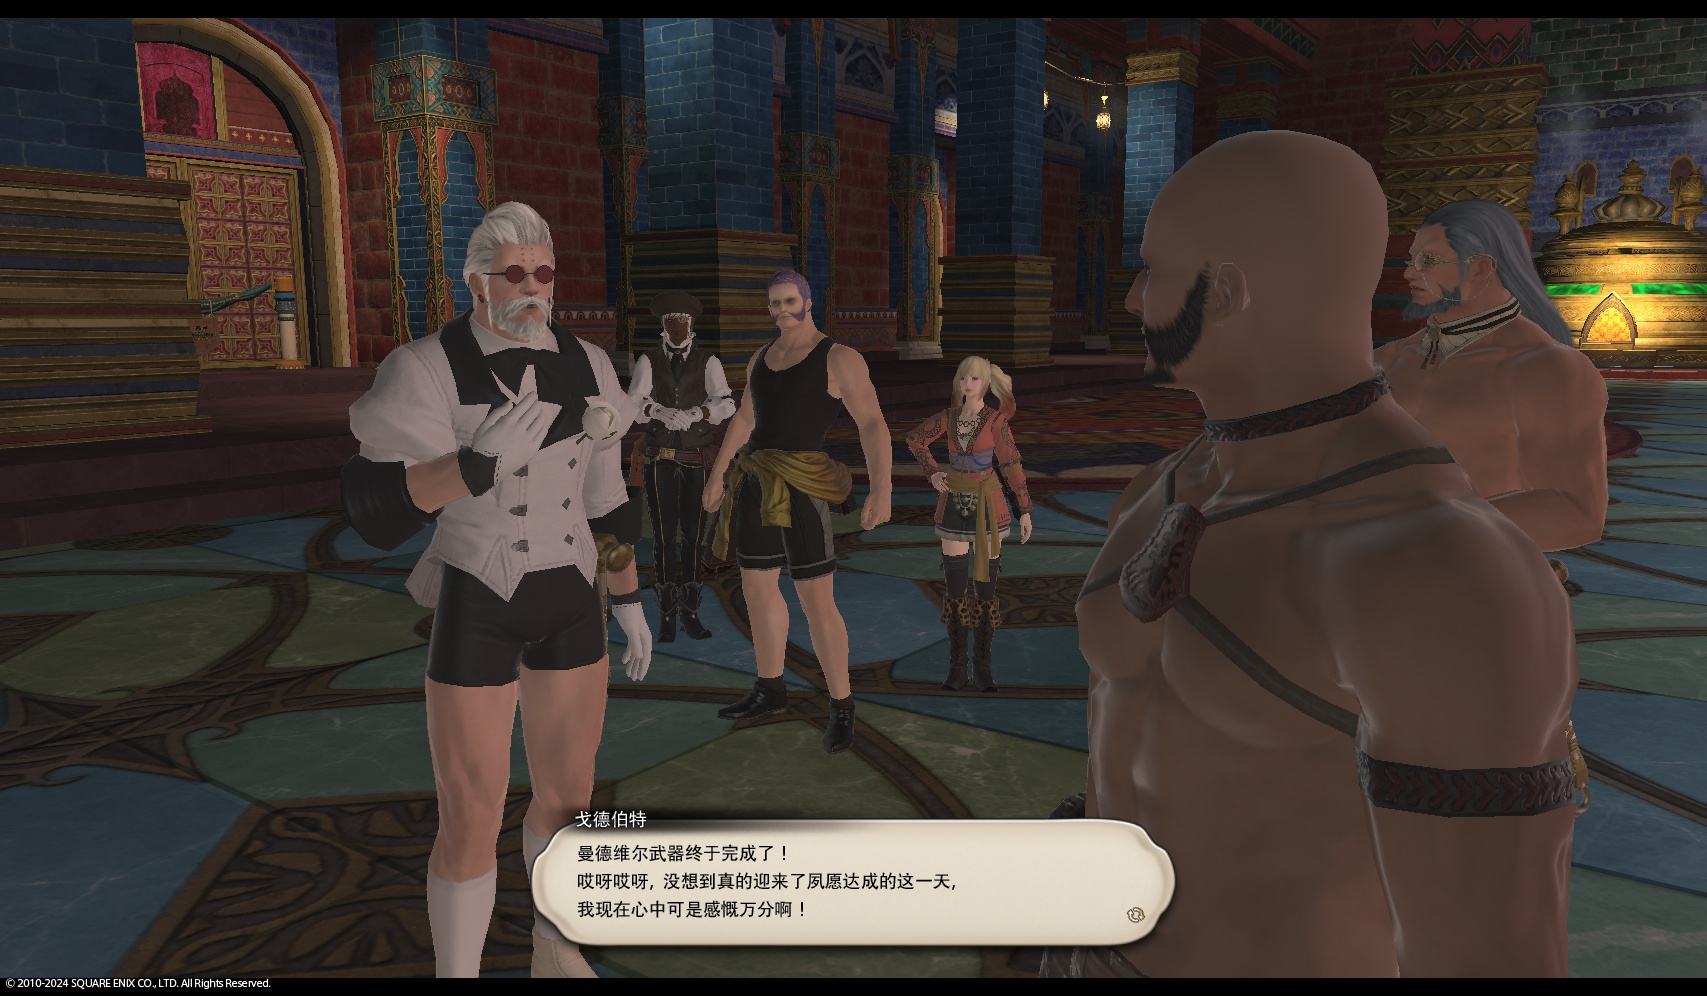 戈德伯特
曼德维尔武器终于完成了！
哎呀哎呀，没想到真的迎来了夙愿达成的这一天，
我现在心中可是感慨万分啊！
© 2010-2024 SQUARE ENIX CO., LTD. All Rights Reserved.